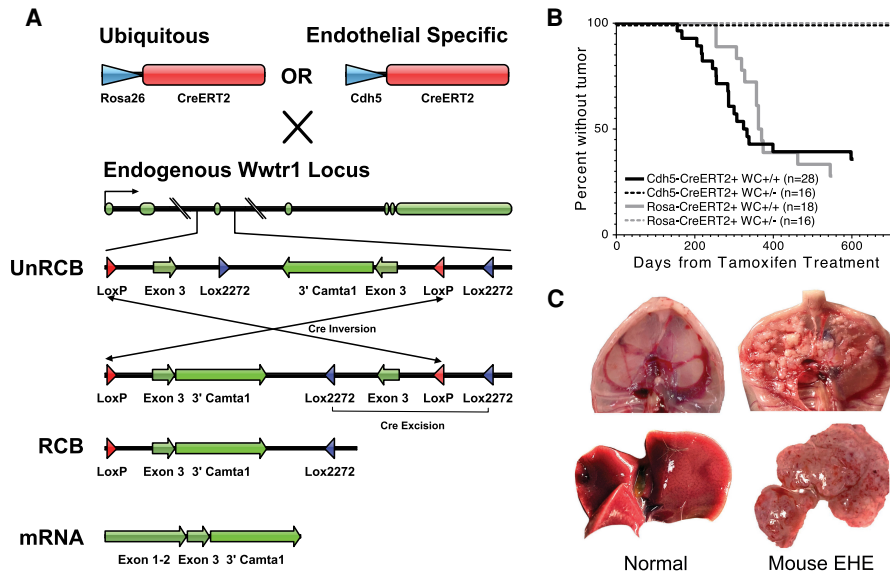 A
Ubiquitous
Endothelial Specific
OR
Rosa26 CreERT2
Cdh5 CreERT2
Endogenous Wwtr1 Locus
UnRCB
LoxP Exon 3 Lox2272 3' Camta1 Exon 3 LoxP Lox2272
Cre Inversion
LoxP Exon 3 3' Camta1 Lox2272 Exon 3 LoxP Lox2272
Cre Excision
RCB
LoxP Exon 3 3' Camta1 Lox2272
mRNA
Exon 1-2 Exon 3 3' Camta1
B
Percent without tumor
100
50
0
Cdh5-CreERT2+ WC+/+ (n=28)
Cdh5-CreERT2+ WC+/- (n=16)
Rosa-CreERT2+ WC+/+ (n=18)
Rosa-CreERT2+ WC+/- (n=16)
0 200 400 600
Days from Tamoxifen Treatment
C
Normal Mouse EHE